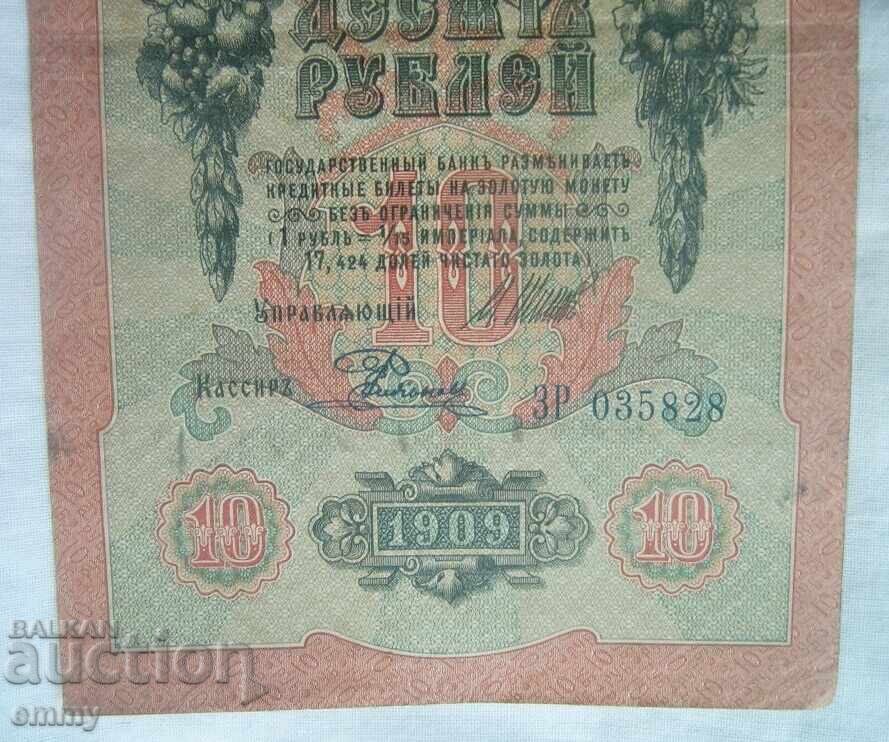 ДЕСЯТЬ
РУБЛЕЙ
ГОСУДАРСТВЕННЫЙ БАНКЪ РАЗМѢНИВАЕТЪ
КРЕДИТНЫЕ БИЛЕТЫ НА ЗОЛОТУЮ МОНЕТУ
БЕЗЪ ОГРАНИЧЕНІЯ СУММЫ
(1 РУБЛЬ = 1/15 ИМПЕРІАЛА, СОДЕРЖИТЪ
17,424 ДОЛЕЙ ЧИСТАГО ЗОЛОТА)
10
УПРАВЛЯЮЩІЙ
КАССИРЪ
ЗР 035828
10 1909 10
BALKAN
auction
emmy